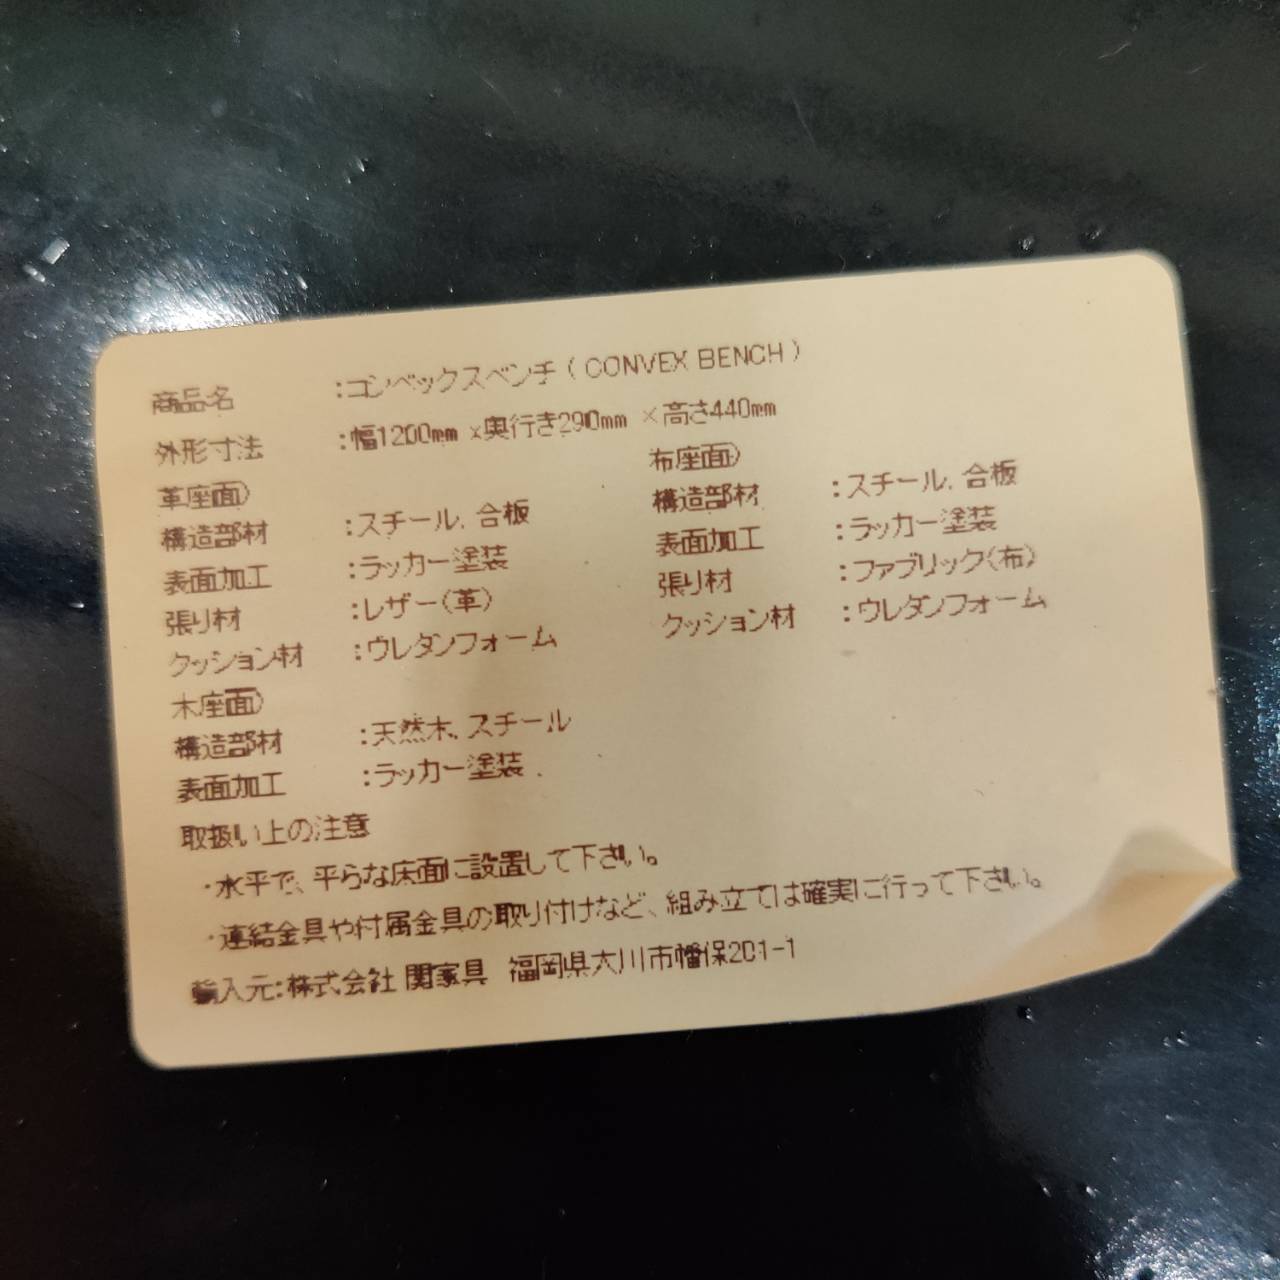 商品名 :コンベックスベンチ ( CONVEX BENCH )
外形寸法 :幅1200mm ×奥行き290mm ×高さ440mm
革座面)
構造部材 :スチール, 合板
表面加工 :ラッカー塗装
張り材 :レザー(革)
クッション材 :ウレタンフォーム
布座面)
構造部材 :スチール, 合板
表面加工 :ラッカー塗装
張り材 :ファブリック(布)
クッション材 :ウレタンフォーム
木座面)
構造部材 :天然木、スチール
表面加工 :ラッカー塗装
取扱い上の注意
・水平で、平らな床面に設置して下さい。
・連結金具や付属金具の取り付けなど、組み立ては確実に行って下さい。
輸入元:株式会社 関家具 福岡県大川市幡保201-1